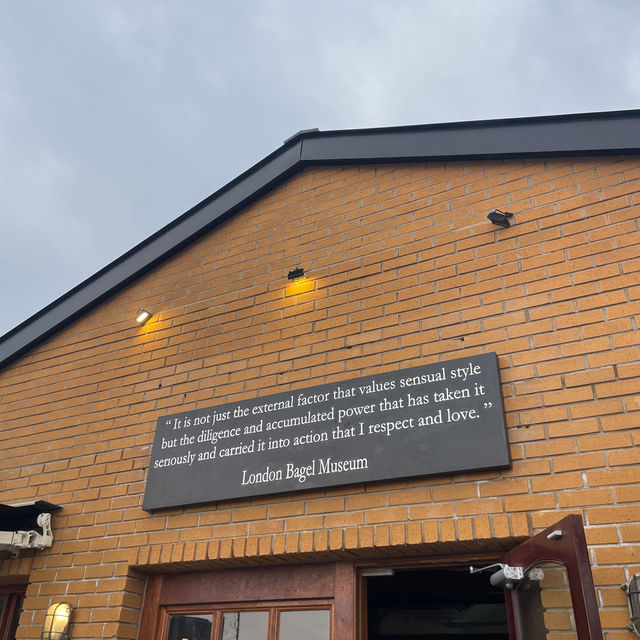 “ It is not just the external factor that values sensual style
but the diligence and accumulated power that has taken it
seriously and carried it into action that I respect and love. ”
London Bagel Museum